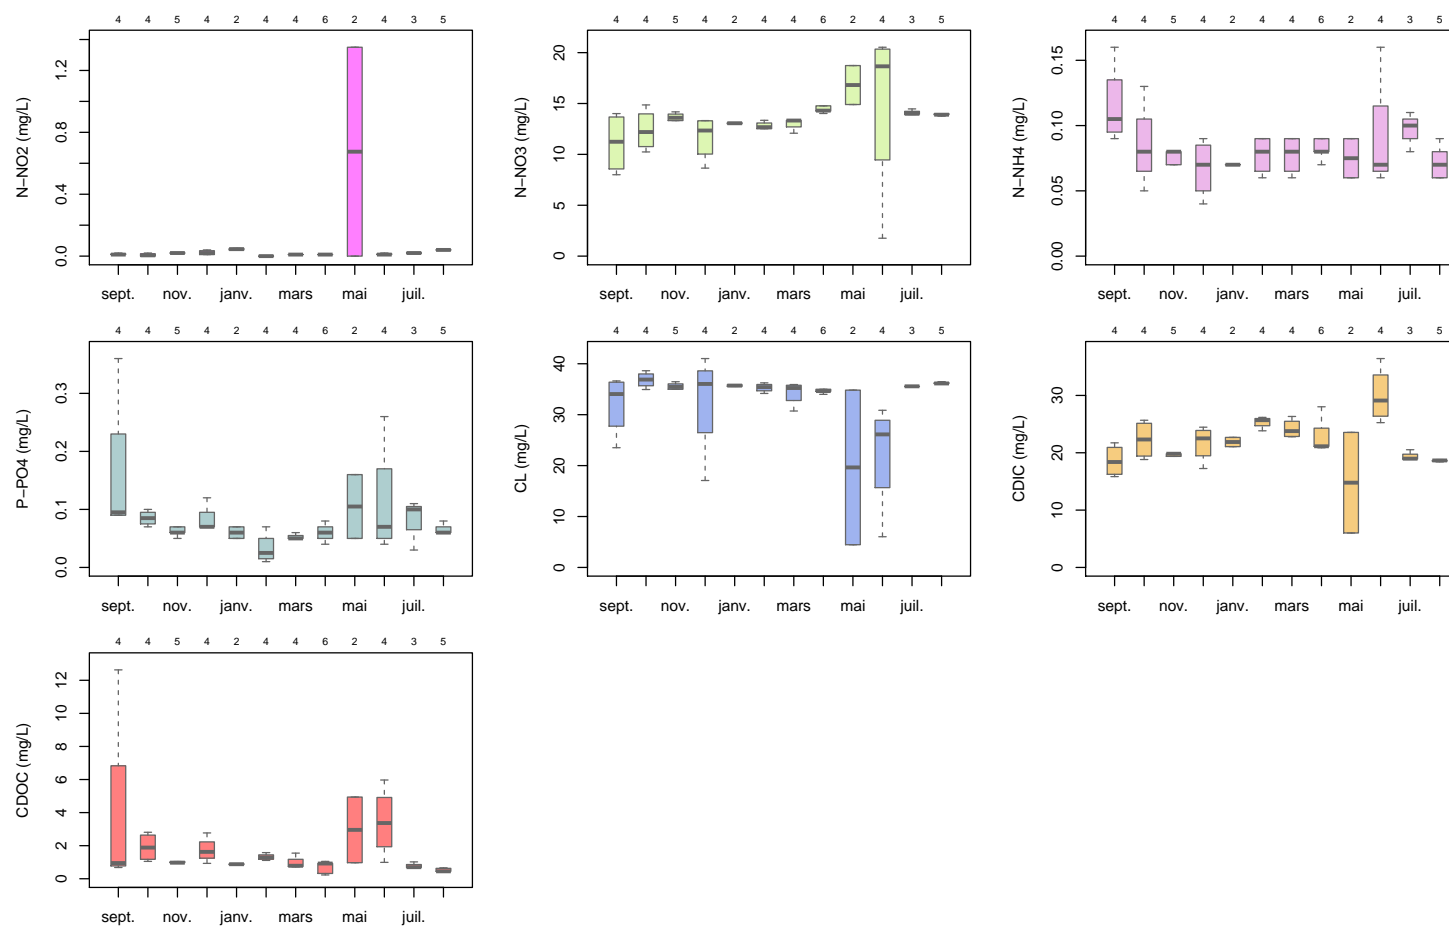 4 4 5 4 2 4 4 6 2 4 3 5
N−NO2 (mg/L)
0.0 0.4 0.8 1.2
sept. nov. janv. mars mai juil.
4 4 5 4 2 4 4 6 2 4 3 5
N−NO3 (mg/L)
0 5 10 15 20
sept. nov. janv. mars mai juil.
4 4 5 4 2 4 4 6 2 4 3 5
N−NH4 (mg/L)
0.00 0.05 0.10 0.15
sept. nov. janv. mars mai juil.
4 4 5 4 2 4 4 6 2 4 3 5
P−PO4 (mg/L)
0.0 0.1 0.2 0.3
sept. nov. janv. mars mai juil.
4 4 5 4 2 4 4 6 2 4 3 5
CL (mg/L)
0 10 20 30 40
sept. nov. janv. mars mai juil.
4 4 5 4 2 4 4 6 2 4 3 5
CDIC (mg/L)
0 10 20 30
sept. nov. janv. mars mai juil.
4 4 5 4 2 4 4 6 2 4 3 5
CDOC (mg/L)
0 2 4 6 8 10 12
sept. nov. janv. mars mai juil.